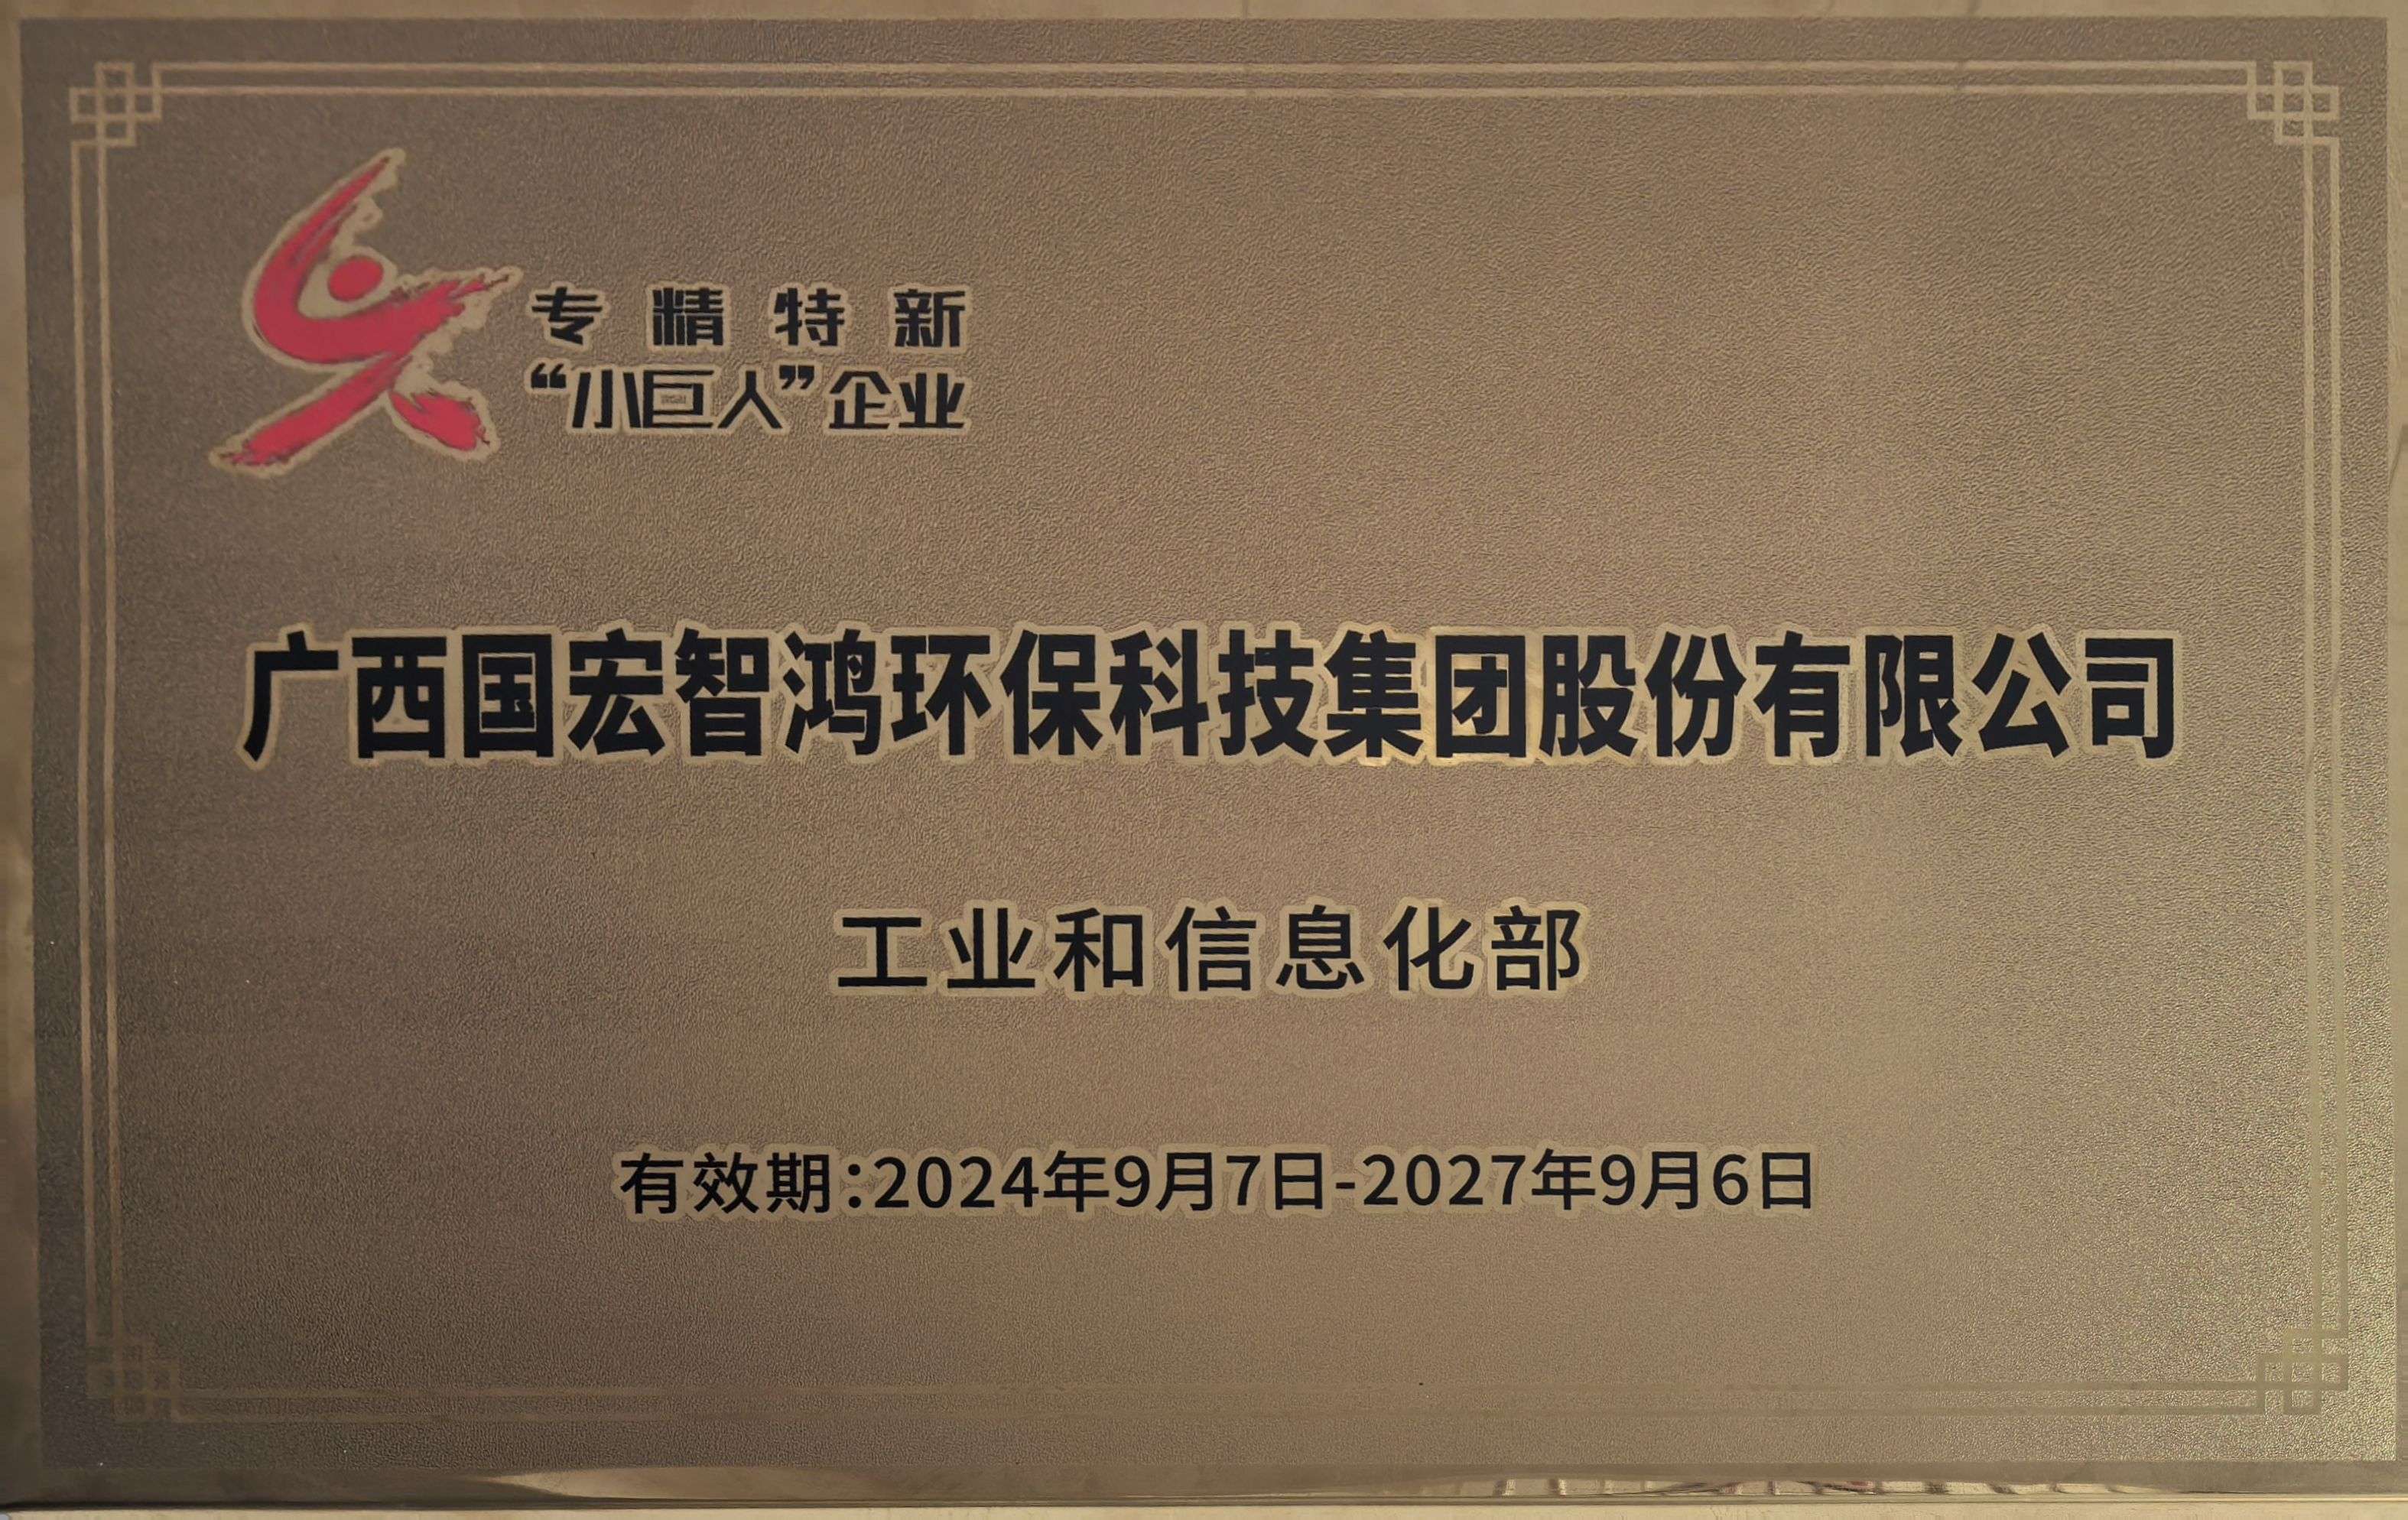 专精特新
“小巨人”企业
广西国宏智鸿环保科技集团股份有限公司
工业和信息化部
有效期:2024年9月7日-2027年9月6日